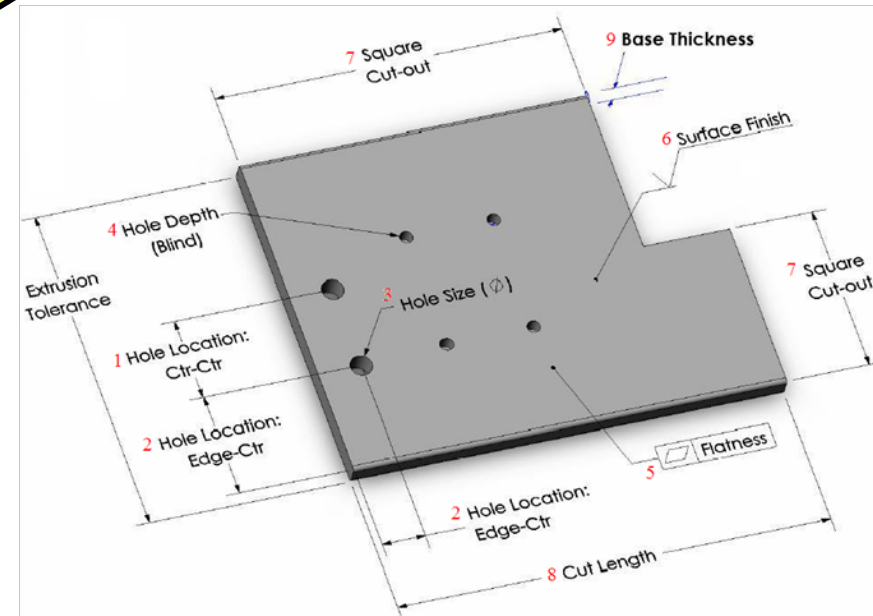 7 Square
Cut-out
9 Base Thickness
6 Surface Finish
4 Hole Depth
(Blind)
3 Hole Size (∅)
Extrusion
Tolerance
7 Square
Cut-out
1 Hole Location:
Ctr-Ctr
2 Hole Location:
Edge-Ctr
5 Flatness
2 Hole Location:
Edge-Ctr
8 Cut Length